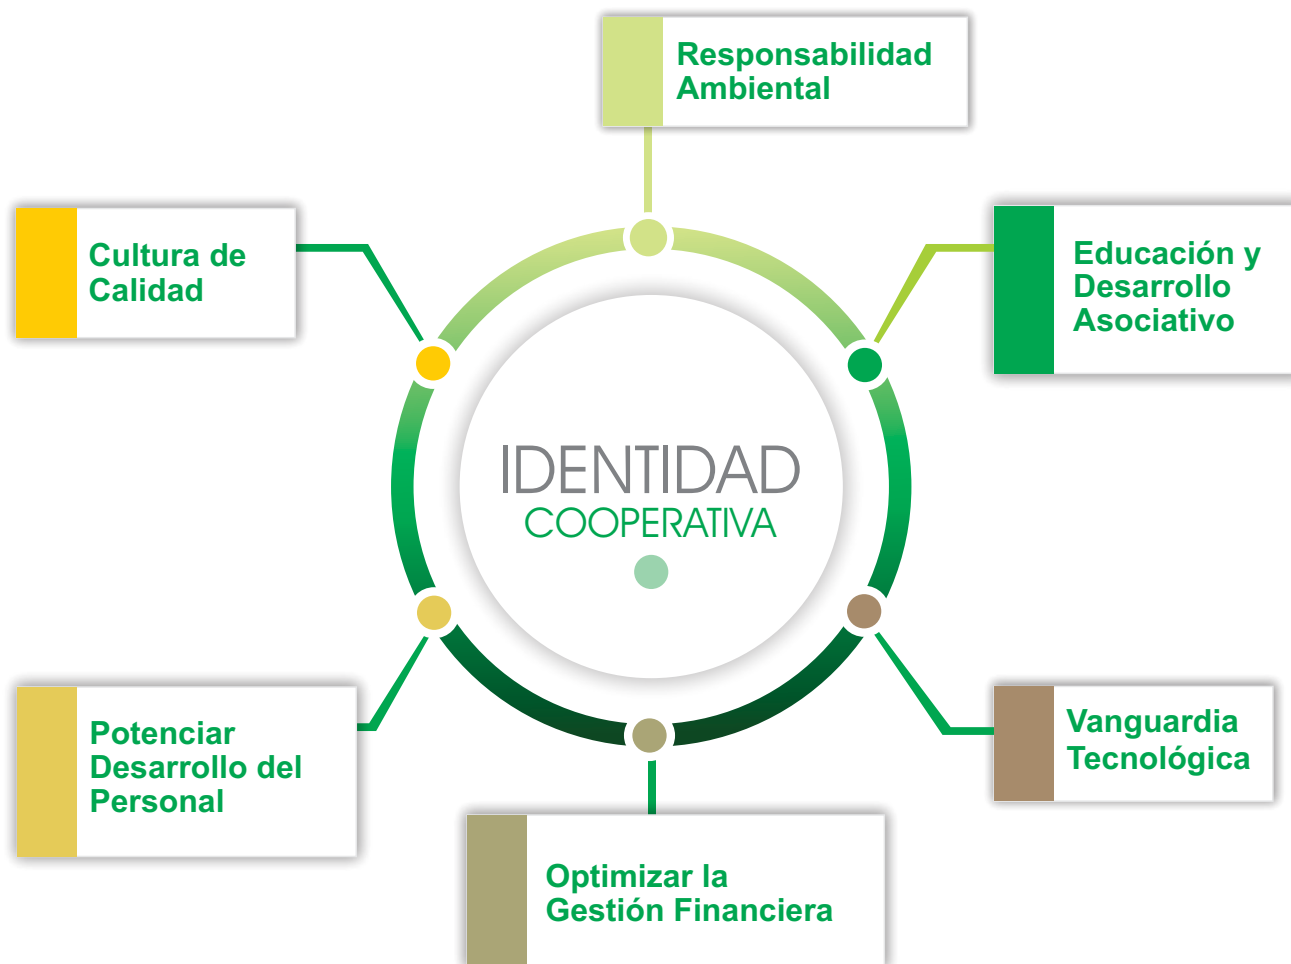 Responsabilidad
Ambiental
Cultura de
Calidad
Educación y
Desarrollo
Asociativo
IDENTIDAD
COOPERATIVA
Potenciar
Desarrollo del
Personal
Vanguardia
Tecnológica
Optimizar la
Gestión Financiera